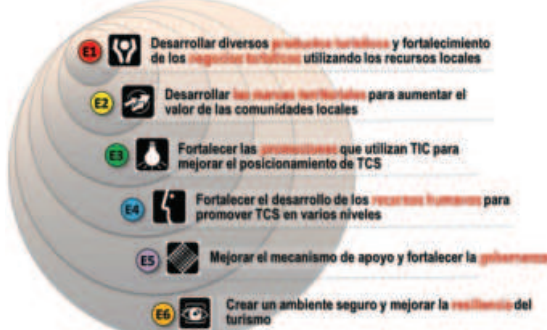 E1 Desarrollar diversos productos turísticos y fortalecimiento
de los negocios turísticos utilizando los recursos locales
E2 Desarrollar las marcas territoriales para aumentar el
valor de las comunidades locales
E3 Fortalecer las promociones que utilizan TIC para
mejorar el posicionamiento de TCS
E4 Fortalecer el desarrollo de los recursos humanos para
promover TCS en varios niveles
E5 Mejorar el mecanismo de apoyo y fortalecer la
E6 Crear un ambiente seguro y mejorar la resiliencia del
turismo